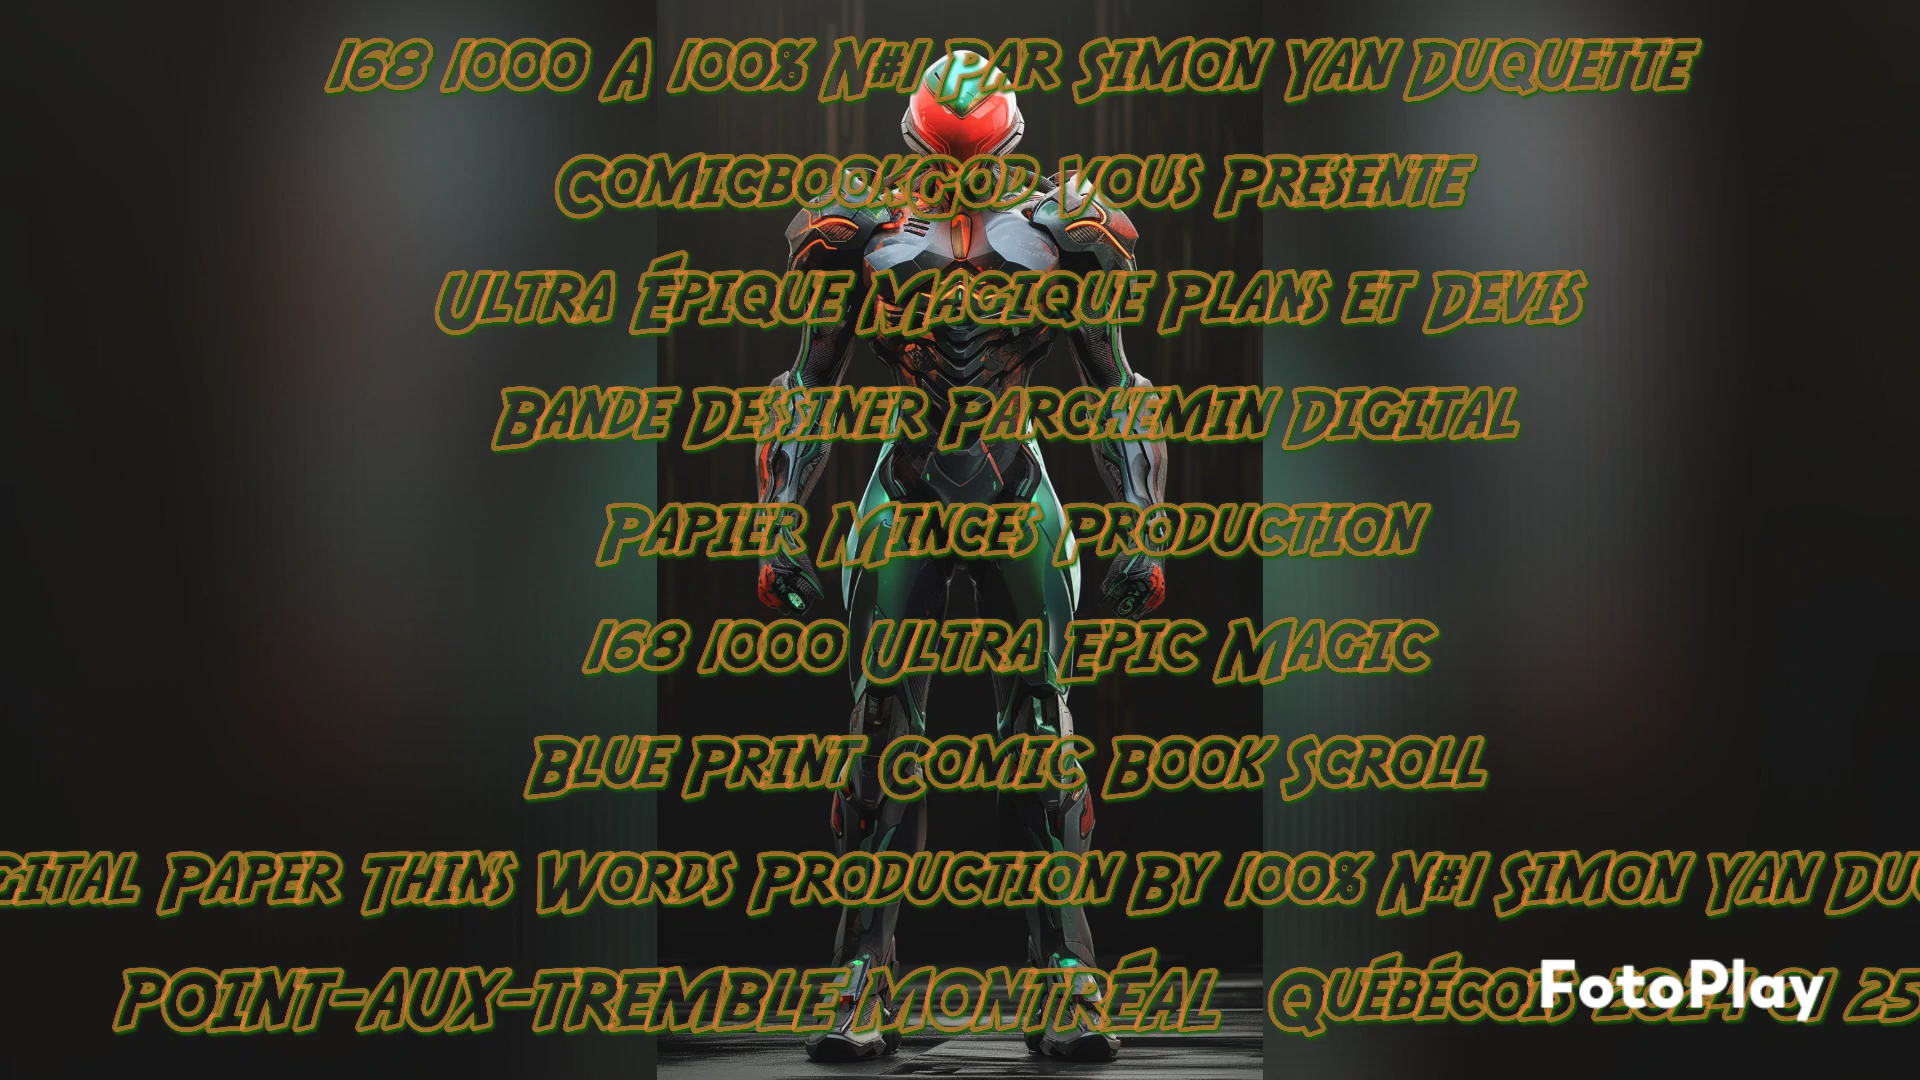 168 1000 A 100% N#1 Par Simon Yan Duquette
ComicbookGod Vous Presente
Ultra Épique Magique Plans et Devis
Bande Dessiner Parchemin Digital
Papier Minces Production
168 1000 Ultra Epic Magic
Blue Print Comic Book Scroll
Paper Thins Words Production By 100% N#1 Simon Yan
POINT-AUX-TREMBLE MONTRÉAL Québécois
FotoPlay